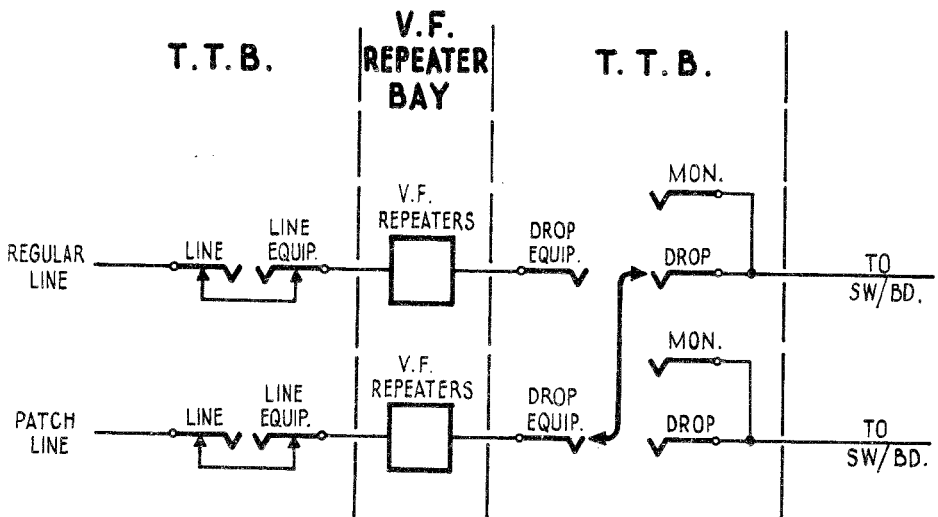 T.T.B.
V.F.
REPEATER
BAY
T.T.B.
REGULAR
LINE
LINE
LINE
EQUIP.
V.F.
REPEATERS
DROP
EQUIP.
MON.
DROP
TO
SW/BD.
PATCH
LINE
LINE
LINE
EQUIP.
V.F.
REPEATERS
DROP
EQUIP.
MON.
DROP
TO
SW/BD.